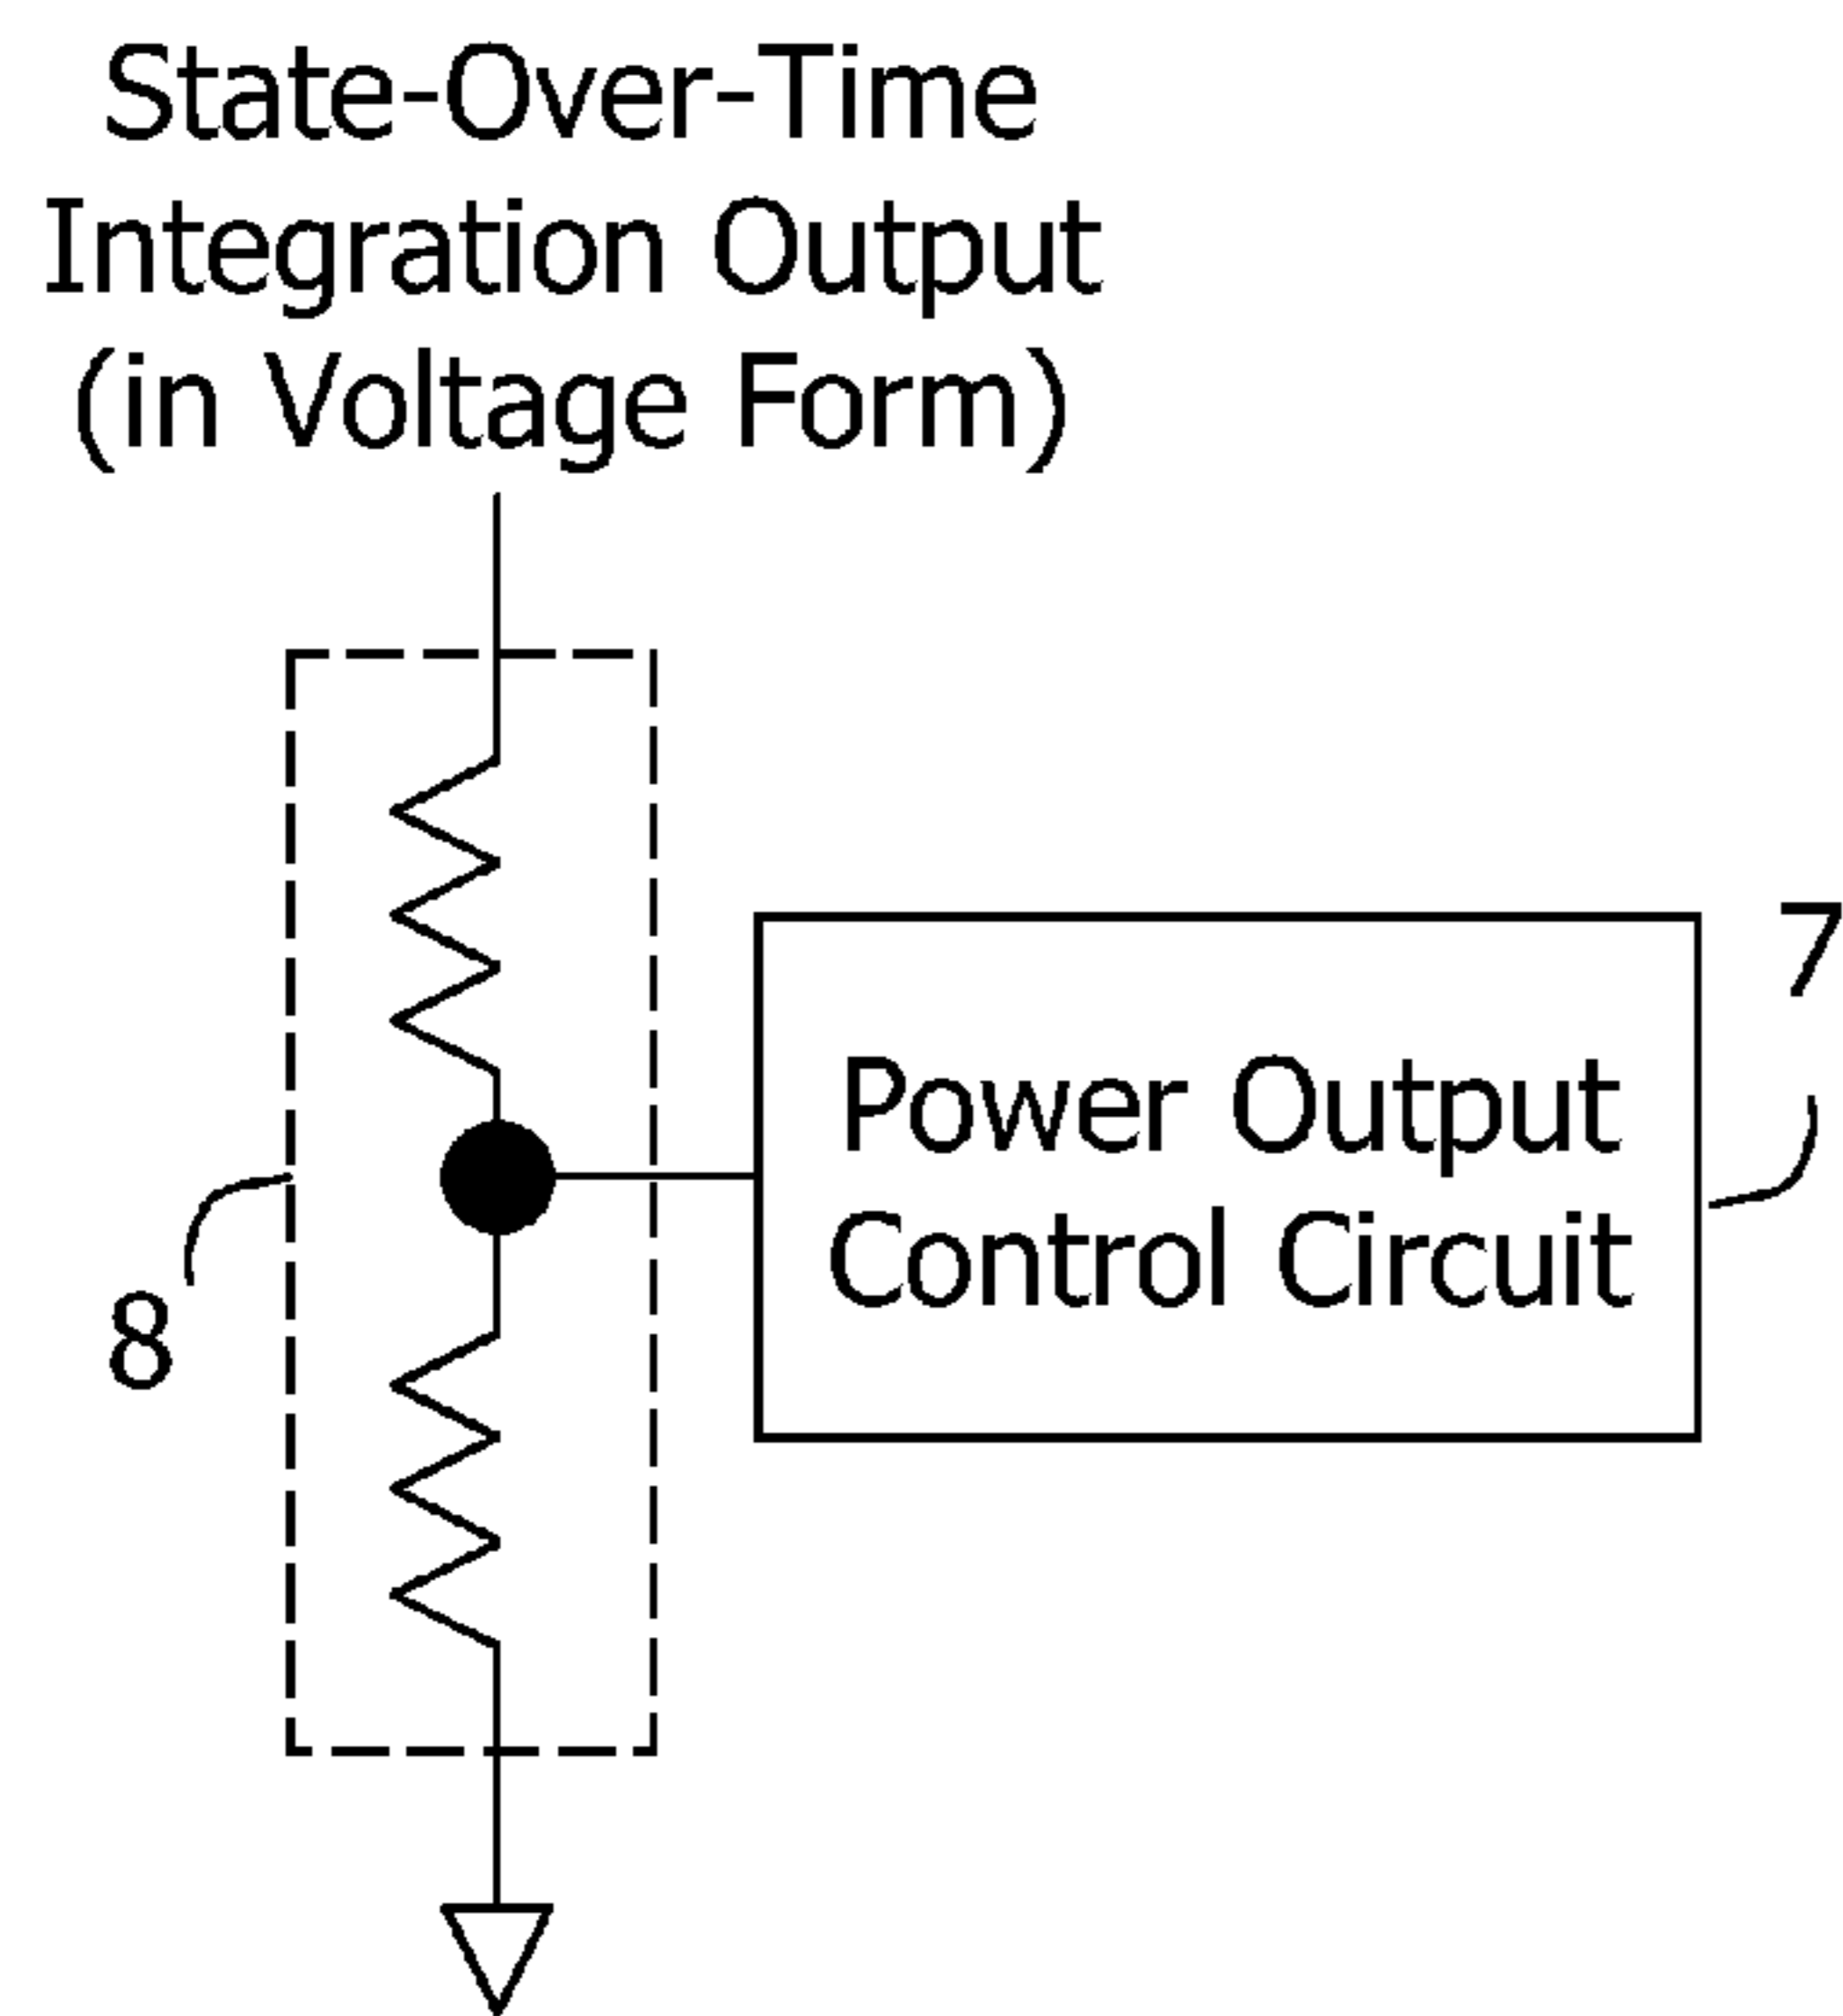 State-Over-Time
Integration Output
(in Voltage Form)
7
Power Output
Control Circuit
8